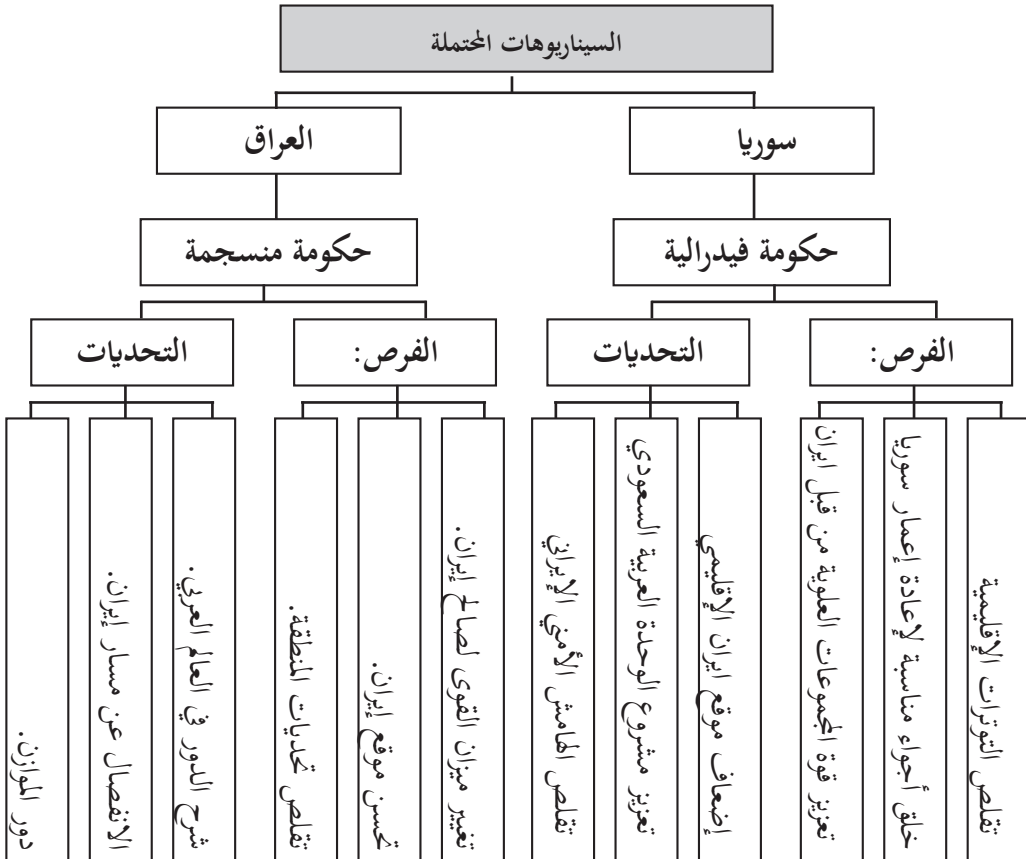 السيناريوهات المحتملة
سوريا
العراق
حكومة فيدرالية
حكومة منسجمة
الفرص:
التحديات
الفرص:
التحديات
تقلص التوترات الإقليمية
خلق أجواء مناسبة لإعادة إعمار سوريا
تعزيز قوة المجموعات العلوية من قبل ايران
إضعاف موقع ايران الإقليمي
تعزيز مشروع الوحدة العربية السعودي
تقلص الهامش الأمني الإيراني
تغيير ميزان القوى لصالح إيران.
تحسن موقع إيران.
تقلص تحديات المنطقة.
شرح الدور في العالم العربي.
الانفصال عن مسار إيران.
دور الموازن.